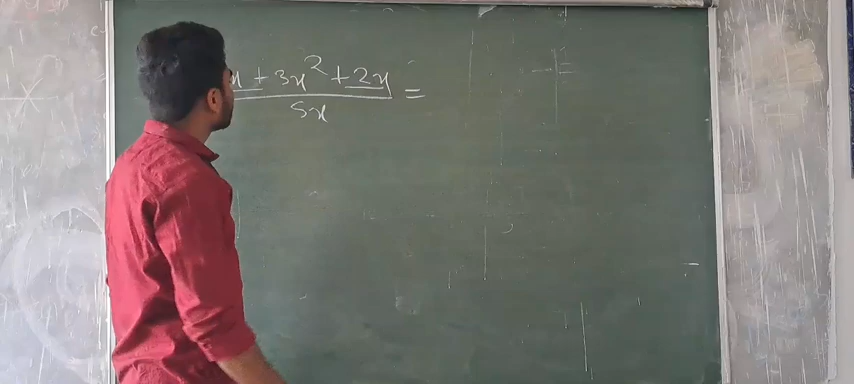 x + 3x² + 2x
5x
=